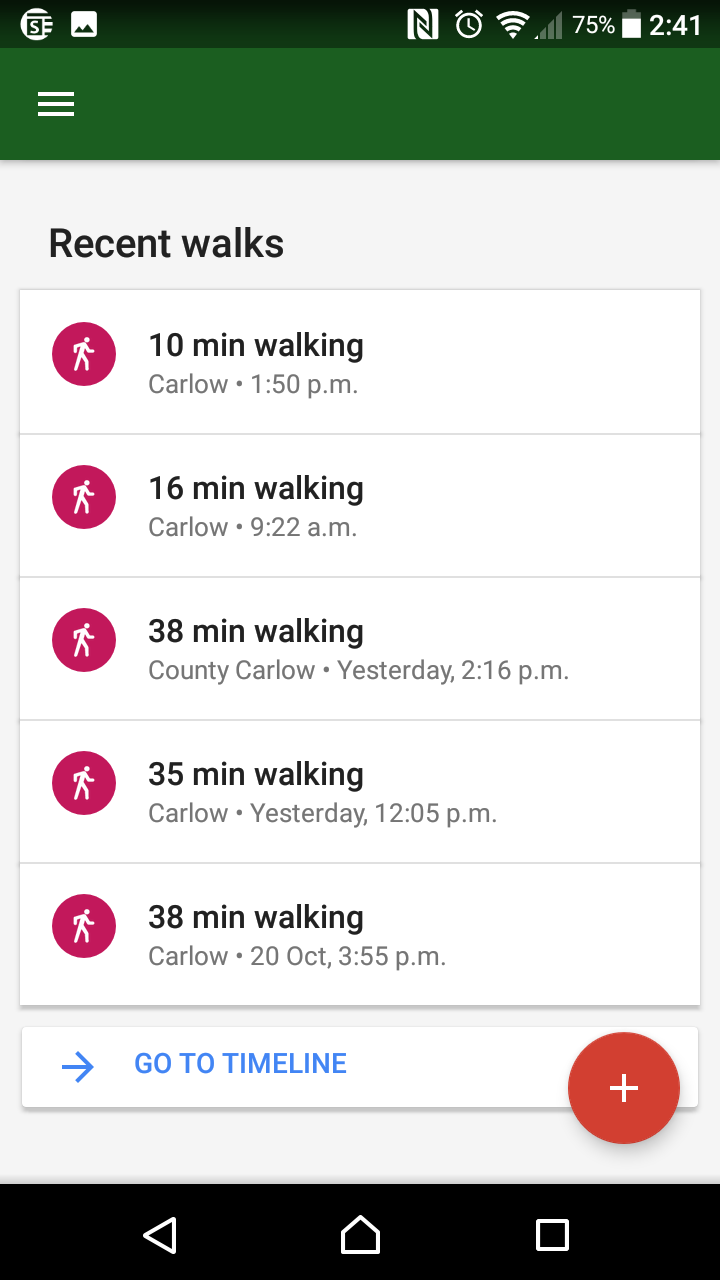 75% 2:41
Recent walks
10 min walking
Carlow • 1:50 p.m.
16 min walking
Carlow • 9:22 a.m.
38 min walking
County Carlow • Yesterday, 2:16 p.m.
35 min walking
Carlow • Yesterday, 12:05 p.m.
38 min walking
Carlow • 20 Oct, 3:55 p.m.
GO TO TIMELINE